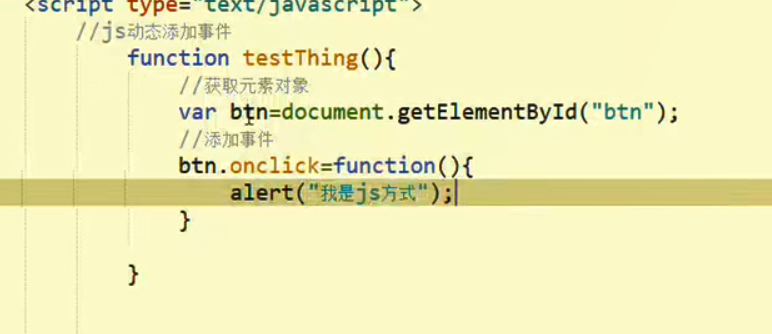 <script type="text/javascript">
//js动态添加事件
function testThing(){
//获取元素对象
var btn=document.getElementById("btn");
//添加事件
btn.onclick=function(){
alert("我是js方式");
}
}